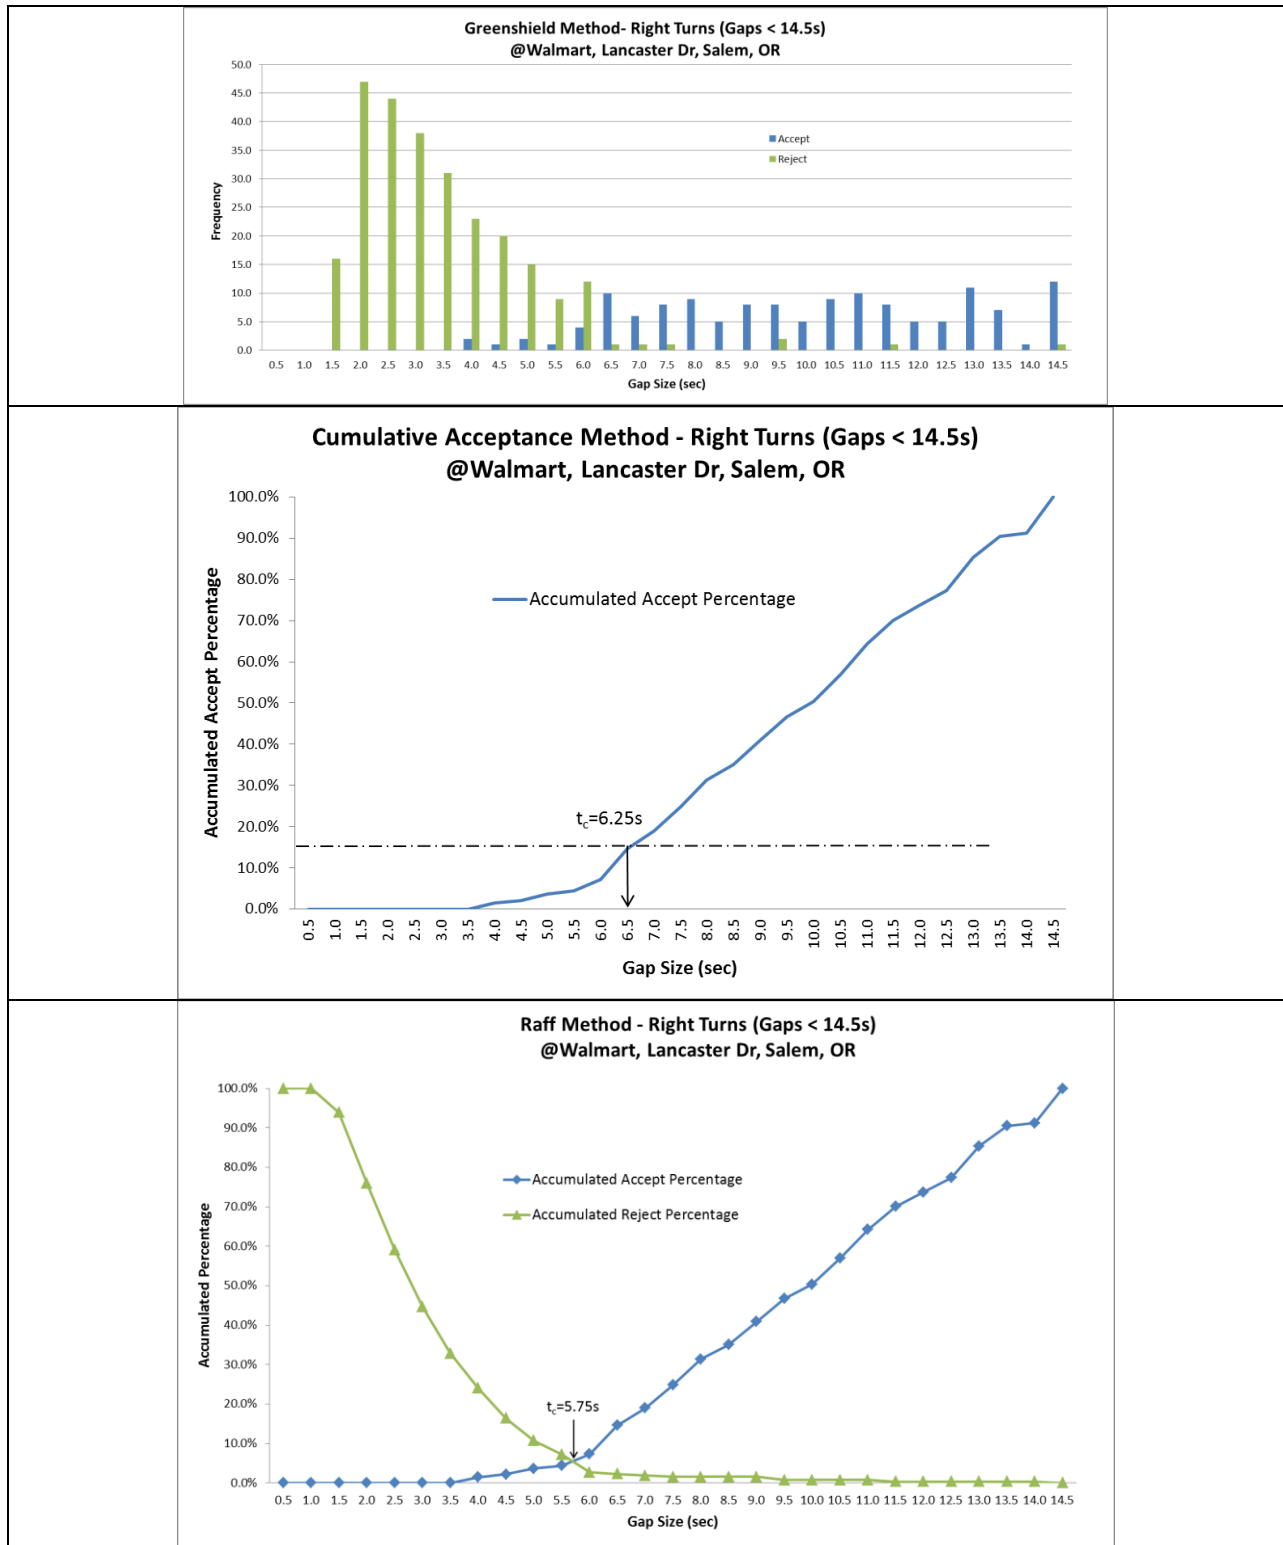 Greenshield Method- Right Turns (Gaps < 14.5s)
@Walmart, Lancaster Dr, Salem, OR
50.0
45.0
40.0
35.0
30.0
25.0
20.0
15.0
10.0
5.0
0.0
Frequency
Accept
Reject
0.5 1.0 1.5 2.0 2.5 3.0 3.5 4.0 4.5 5.0 5.5 6.0 6.5 7.0 7.5 8.0 8.5 9.0 9.5 10.0 10.5 11.0 11.5 12.0 12.5 13.0 13.5 14.0 14.5
Gap Size (sec)
Cumulative Acceptance Method - Right Turns (Gaps < 14.5s)
@Walmart, Lancaster Dr, Salem, OR
100.0%
90.0%
80.0%
70.0%
60.0%
50.0%
40.0%
30.0%
20.0%
10.0%
0.0%
Accumulated Accept Percentage
Accumulated Accept Percentage
tc=6.25s
0.5 1.0 1.5 2.0 2.5 3.0 3.5 4.0 4.5 5.0 5.5 6.0 6.5 7.0 7.5 8.0 8.5 9.0 9.5 10.0 10.5 11.0 11.5 12.0 12.5 13.0 13.5 14.0 14.5
Gap Size (sec)
Raff Method - Right Turns (Gaps < 14.5s)
@Walmart, Lancaster Dr, Salem, OR
100.0%
90.0%
80.0%
70.0%
60.0%
50.0%
40.0%
30.0%
20.0%
10.0%
0.0%
Accumulated Percentage
Accumulated Accept Percentage
Accumulated Reject Percentage
tc=5.75s
0.5 1.0 1.5 2.0 2.5 3.0 3.5 4.0 4.5 5.0 5.5 6.0 6.5 7.0 7.5 8.0 8.5 9.0 9.5 10.0 10.5 11.0 11.5 12.0 12.5 13.0 13.5 14.0 14.5
Gap Size (sec)